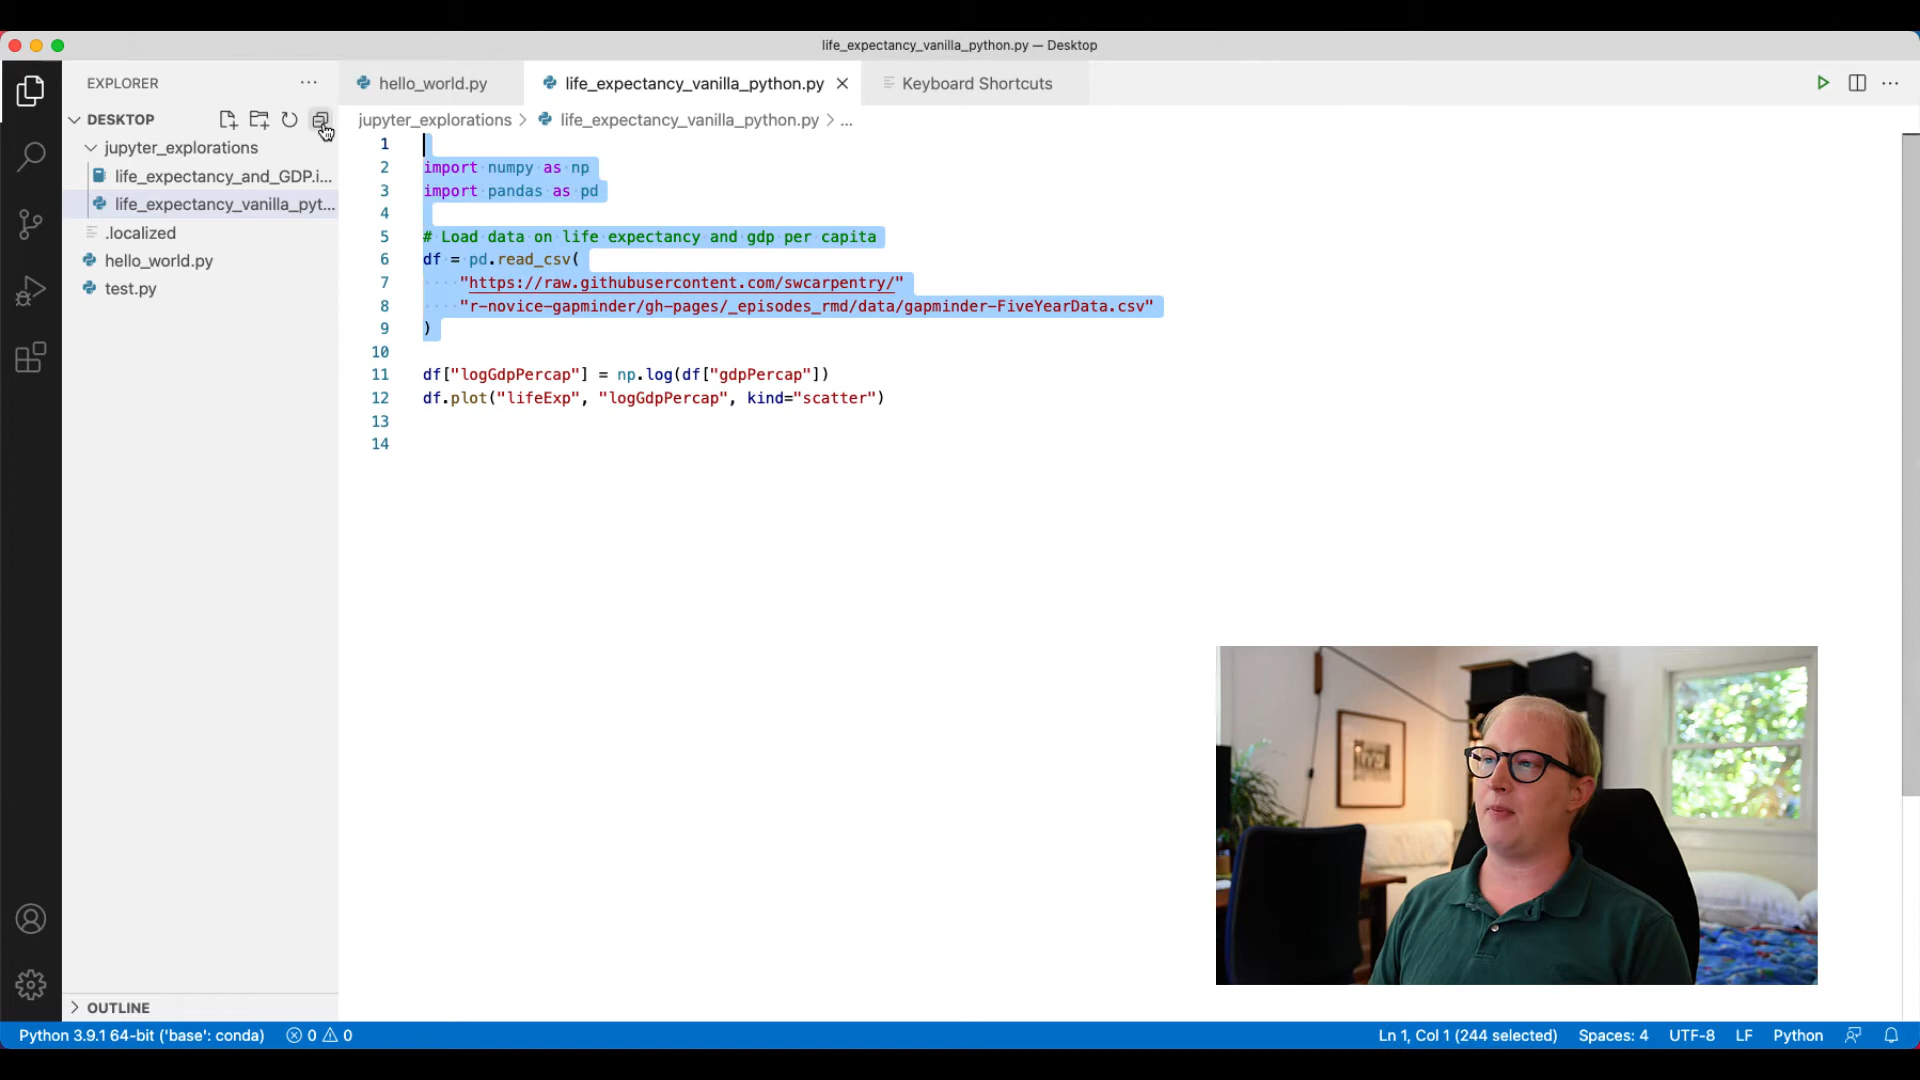 life_expectancy_vanilla_python.py — Desktop
EXPLORER
hello_world.py
life_expectancy_vanilla_python.py
Keyboard Shortcuts
DESKTOP
jupyter_explorations
life_expectancy_and_GDP.i...
life_expectancy_vanilla_pyt...
.localized
hello_world.py
test.py
jupyter_explorations > life_expectancy_vanilla_python.py > ...
1
2 import numpy as np
3 import pandas as pd
4
5 # Load data on life expectancy and gdp per capita
6 df = pd.read_csv(
7 "https://raw.githubusercontent.com/swcarpentry/"
8 "r-novice-gapminder/gh-pages/_episodes_rmd/data/gapminder-FiveYearData.csv"
9 )
10
11 df["logGdpPercap"] = np.log(df["gdpPercap"])
12 df.plot("lifeExp", "logGdpPercap", kind="scatter")
13
14
OUTLINE
Python 3.9.1 64-bit ('base': conda) 0 0 Ln 1, Col 1 (244 selected) Spaces: 4 UTF-8 LF Python